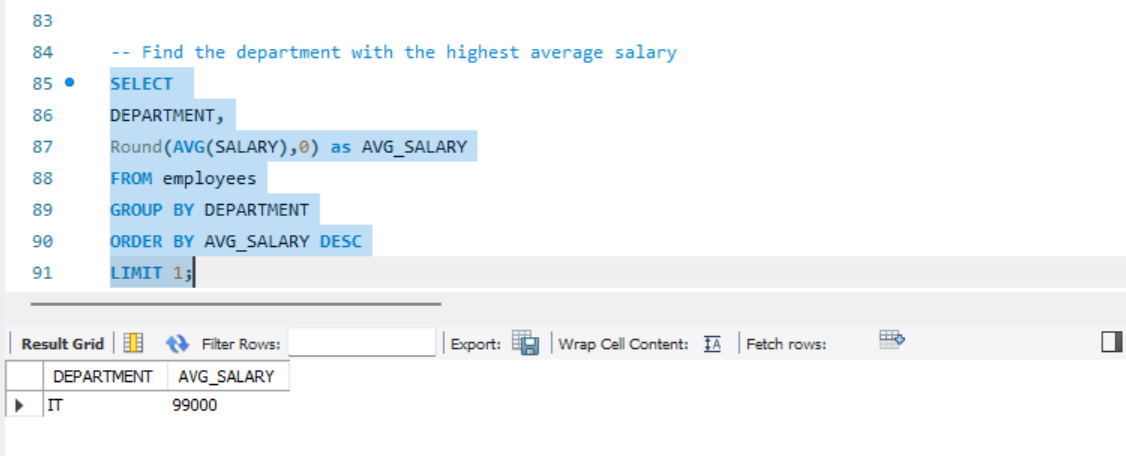 83
84 -- Find the department with the highest average salary
85 SELECT
86 DEPARTMENT,
87 Round(AVG(SALARY),0) as AVG_SALARY
88 FROM employees
89 GROUP BY DEPARTMENT
90 ORDER BY AVG_SALARY DESC
91 LIMIT 1;
Result Grid Filter Rows: Export: Wrap Cell Content: IA Fetch rows:
DEPARTMENT AVG_SALARY
IT 99000